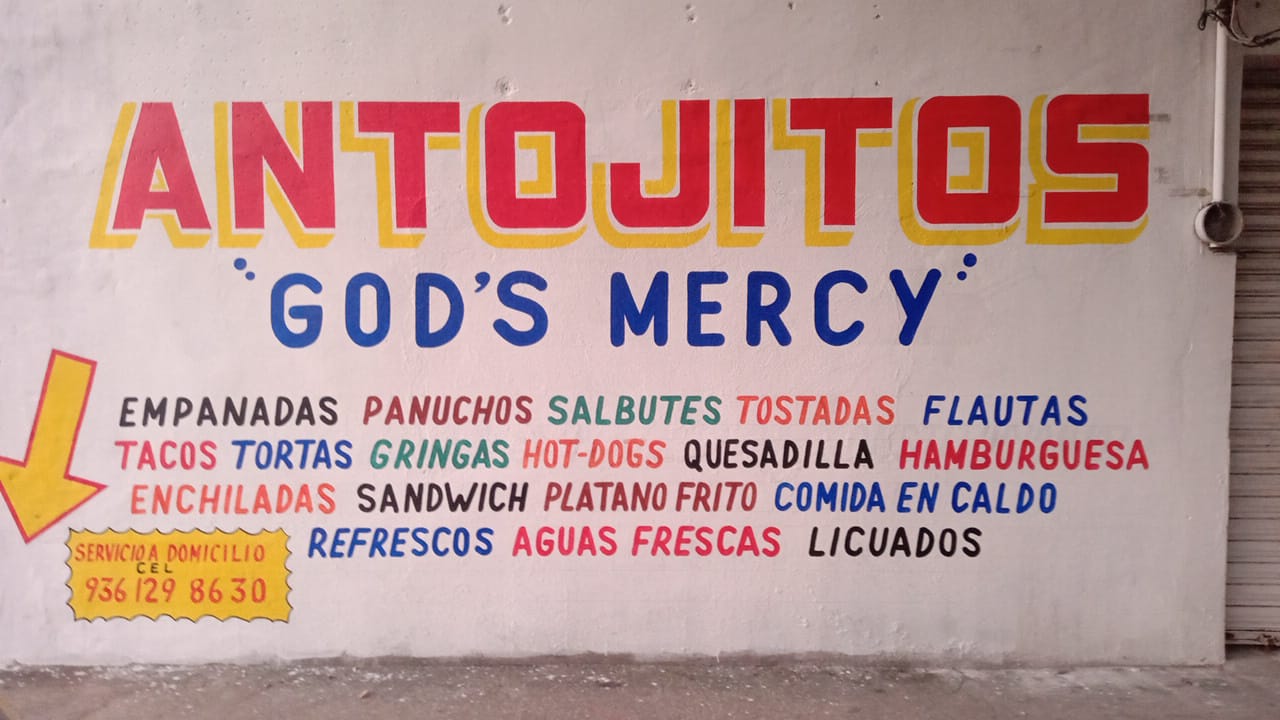 ANTOJITOS
"GOD'S MERCY"
EMPANADAS PANUCHOS SALBUTES TOSTADAS FLAUTAS
TACOS TORTAS GRINGAS HOT-DOGS QUESADILLA HAMBURGUESA
ENCHILADAS SANDWICH PLATANO FRITO COMIDA EN CALDO
REFRESCOS AGUAS FRESCAS LICUADOS
SERVICIO A DOMICILIO
CEL
936 129 86 30